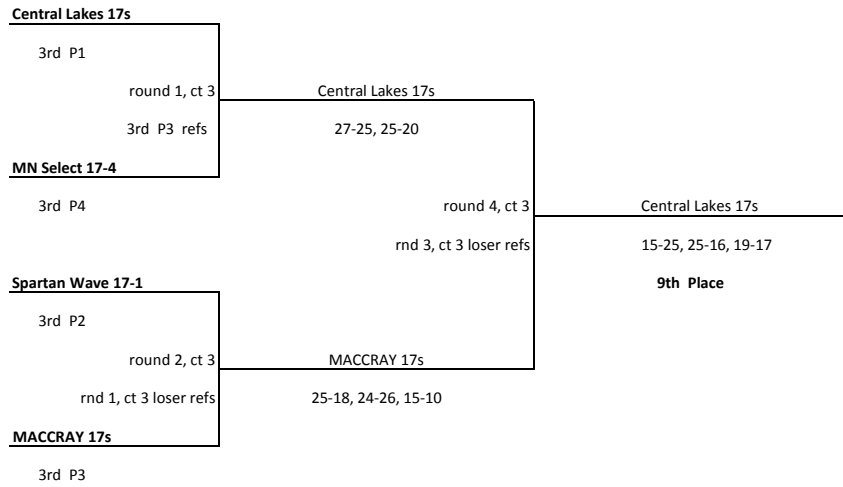 Central Lakes 17s
3rd P1
round 1, ct 3
Central Lakes 17s
3rd P3 refs
27-25, 25-20
MN Select 17-4
3rd P4
round 4, ct 3
Central Lakes 17s
rnd 3, ct 3 loser refs
15-25, 25-16, 19-17
Spartan Wave 17-1
9th Place
3rd P2
round 2, ct 3
MACCRAY 17s
rnd 1, ct 3 loser refs
25-18, 24-26, 15-10
MACCRAY 17s
3rd P3